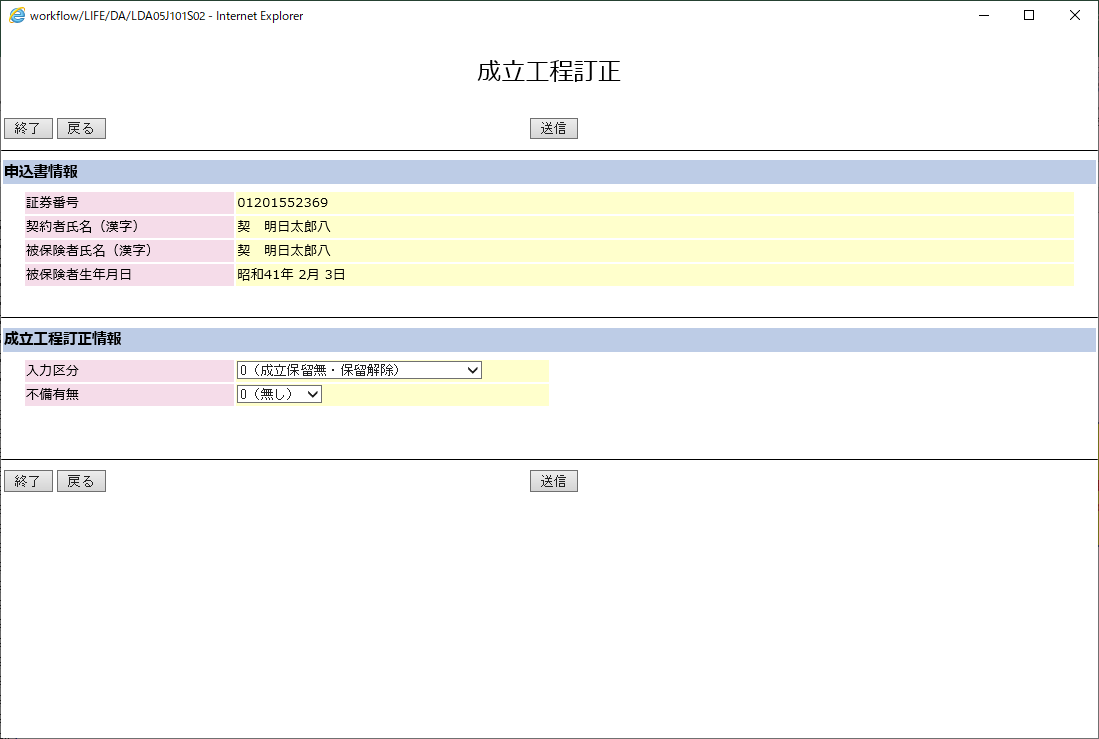 workflow/LIFE/DA/LDA05J101S02 - Internet Explorer
成立工程訂正
終了 戻る 送信
申込書情報
証券番号 01201552369
契約者氏名（漢字） 契　明日太郎八
被保険者氏名（漢字） 契　明日太郎八
被保険者生年月日 昭和41年 2月 3日
成立工程訂正情報
入力区分 0（成立保留無・保留解除）
不備有無 0（無し）
終了 戻る 送信